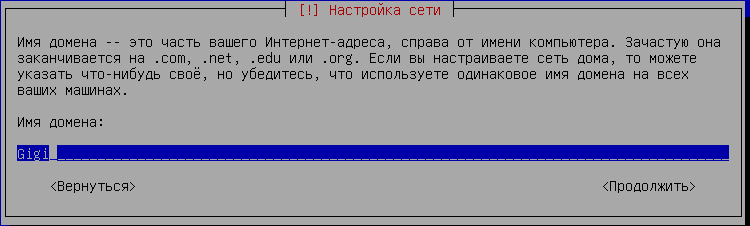 [!] Настройка сети
Имя домена -- это часть вашего Интернет-адреса, справа от имени компьютера. Зачастую она
заканчивается на .com, .net, .edu или .org. Если вы настраиваете сеть дома, то можете
указать что-нибудь своё, но убедитесь, что используете одинаковое имя домена на всех
ваших машинах.
Имя домена:
Gigi
<Вернуться> <Продолжить>